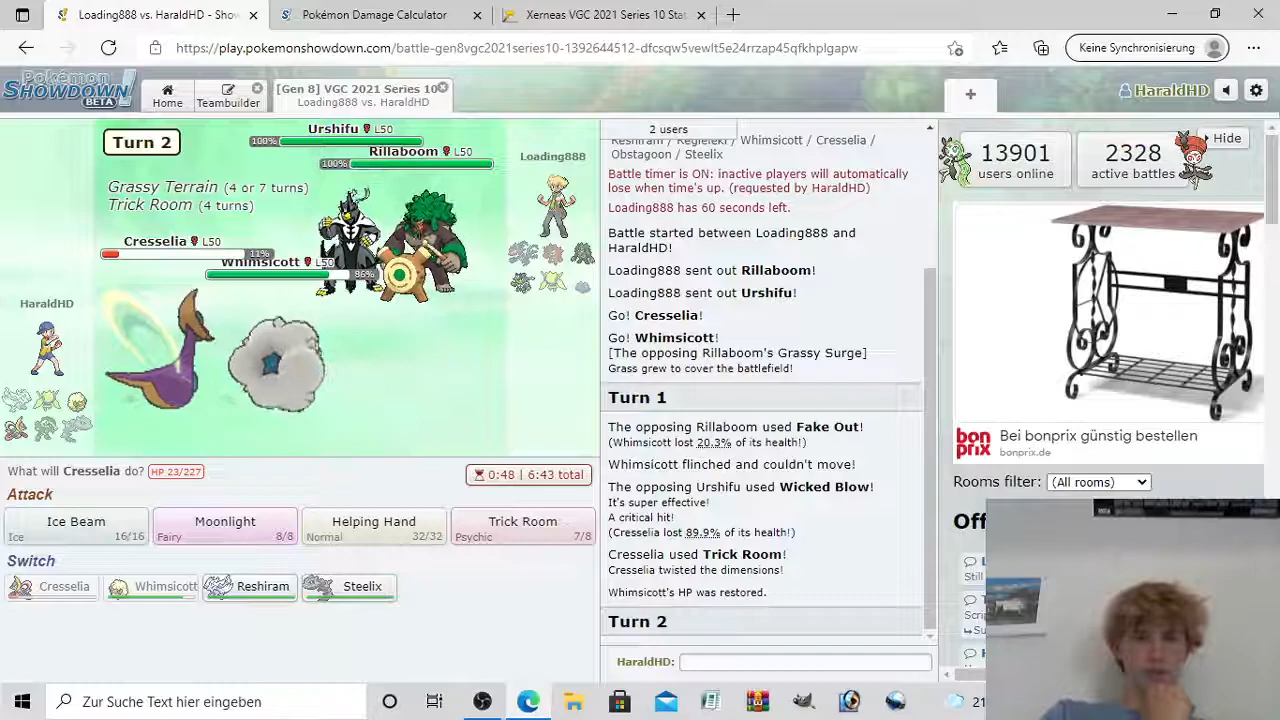 Loading888 vs. HaraldHD - Show
Pokémon Damage Calculator
Xerneas VGC 2021 Series 10 Stat
https://play.pokemonshowdown.com/battle-gen8vgc2021series10-1392644512-dfcsqw5vewlt5e24rrzap45qfkhplgapw
Keine Synchronisierung
Pokémon
SHOWDOWN!
BETA
Home
Teambuilder
[Gen 8] VGC 2021 Series 10
Loading888 vs. HaraldHD
HaraldHD
Turn 2
Urshifu L50
100%
Rillaboom L50
100%
Loading888
Grassy Terrain (4 or 7 turns)
Trick Room (4 turns)
Cresselia L50
11%
Whimsicott L50
86%
HaraldHD
What will Cresselia do? HP 23/227
0:48 | 6:43 total
Attack
Ice Beam
Ice 16/16
Moonlight
Fairy 8/8
Helping Hand
Normal 32/32
Trick Room
Psychic 7/8
Switch
Cresselia
Whimsicott
Reshiram
Steelix
2 users
Reshiram / Regieleki / Whimsicott / Cresselia /
Obstagoon / Steelix
Battle timer is ON: inactive players will automatically
lose when time's up. (requested by HaraldHD)
Loading888 has 60 seconds left.
Battle started between Loading888 and
HaraldHD!
Loading888 sent out Rillaboom!
Loading888 sent out Urshifu!
Go! Cresselia!
Go! Whimsicott!
[The opposing Rillaboom's Grassy Surge]
Grass grew to cover the battlefield!
Turn 1
The opposing Rillaboom used Fake Out!
(Whimsicott lost 20.3% of its health!)
Whimsicott flinched and couldn't move!
The opposing Urshifu used Wicked Blow!
It's super effective!
A critical hit!
(Cresselia lost 89.9% of its health!)
Cresselia used Trick Room!
Cresselia twisted the dimensions!
Whimsicott's HP was restored.
Turn 2
HaraldHD:
13901
users online
2328
active battles
Hide
bon
prix
Bei bonprix günstig bestellen
bonprix.de
Rooms filter: (All rooms)
Off
Still
Scri
Su
Zur Suche Text hier eingeben
21